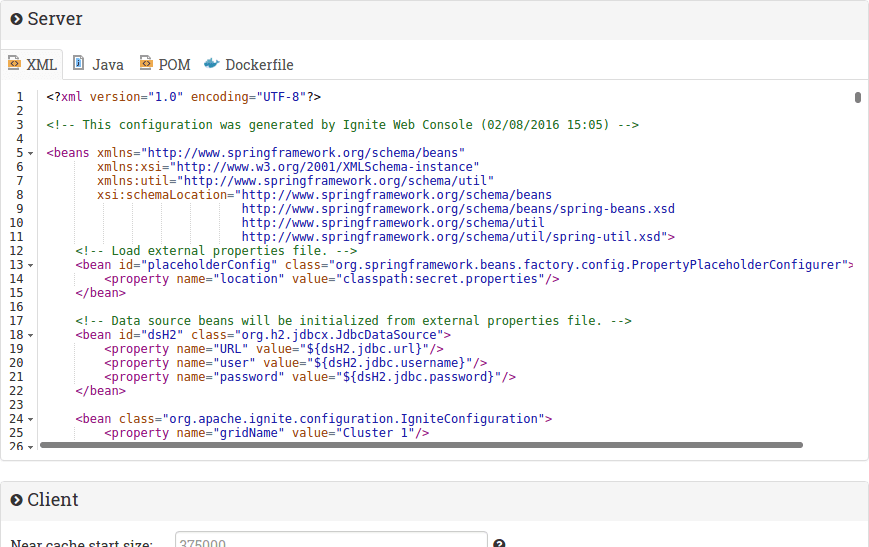 Server
XML Java POM Dockerfile
1 <?xml version="1.0" encoding="UTF-8"?>
2
3 <!-- This configuration was generated by Ignite Web Console (02/08/2016 15:05) -->
4
5 <beans xmlns="http://www.springframework.org/schema/beans"
6 xmlns:xsi="http://www.w3.org/2001/XMLSchema-instance"
7 xmlns:util="http://www.springframework.org/schema/util"
8 xsi:schemaLocation="http://www.springframework.org/schema/beans
9 http://www.springframework.org/schema/beans/spring-beans.xsd
10 http://www.springframework.org/schema/util
11 http://www.springframework.org/schema/util/spring-util.xsd">
12 <!-- Load external properties file. -->
13 <bean id="placeholderConfig" class="org.springframework.beans.factory.config.PropertyPlaceholderConfigurer">
14 <property name="location" value="classpath:secret.properties"/>
15 </bean>
16
17 <!-- Data source beans will be initialized from external properties file. -->
18 <bean id="dsH2" class="org.h2.jdbcx.JdbcDataSource">
19 <property name="URL" value="${dsH2.jdbc.url}"/>
20 <property name="user" value="${dsH2.jdbc.username}"/>
21 <property name="password" value="${dsH2.jdbc.password}"/>
22 </bean>
23
24 <bean class="org.apache.ignite.configuration.IgniteConfiguration">
25 <property name="gridName" value="Cluster 1"/>
26
Client
Near cache start size: 375000